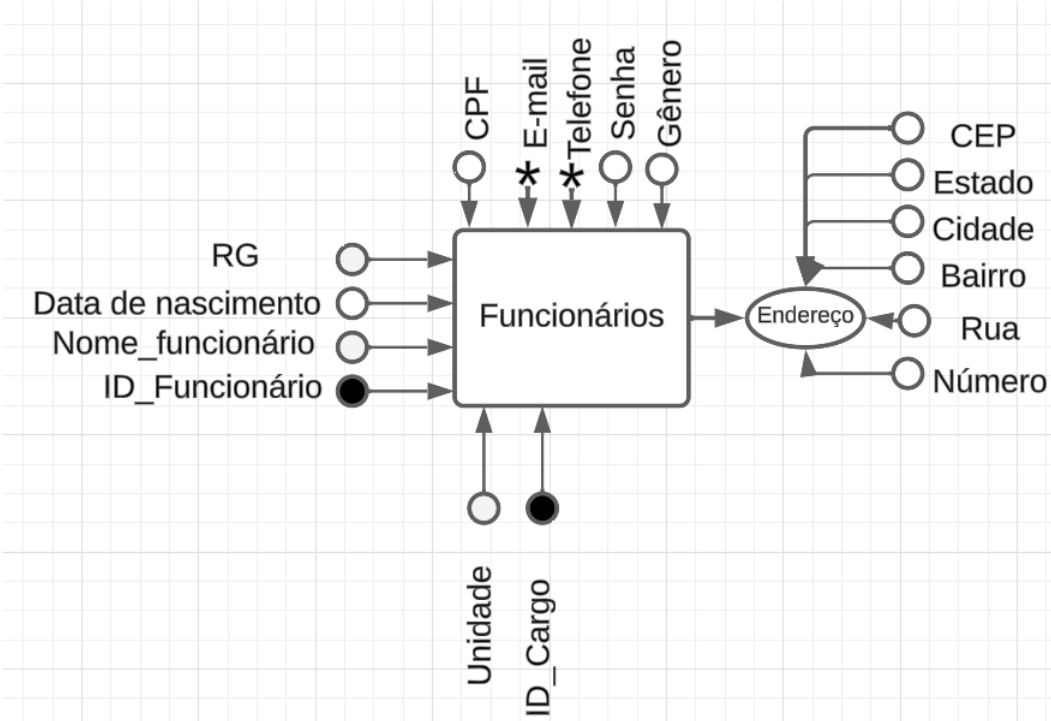 CPF
* E-mail
* Telefone
Senha
Gênero
RG
Data de nascimento
Nome_funcionário
ID_Funcionário
Funcionários
Endereço
CEP
Estado
Cidade
Bairro
Rua
Número
Unidade
ID_Cargo